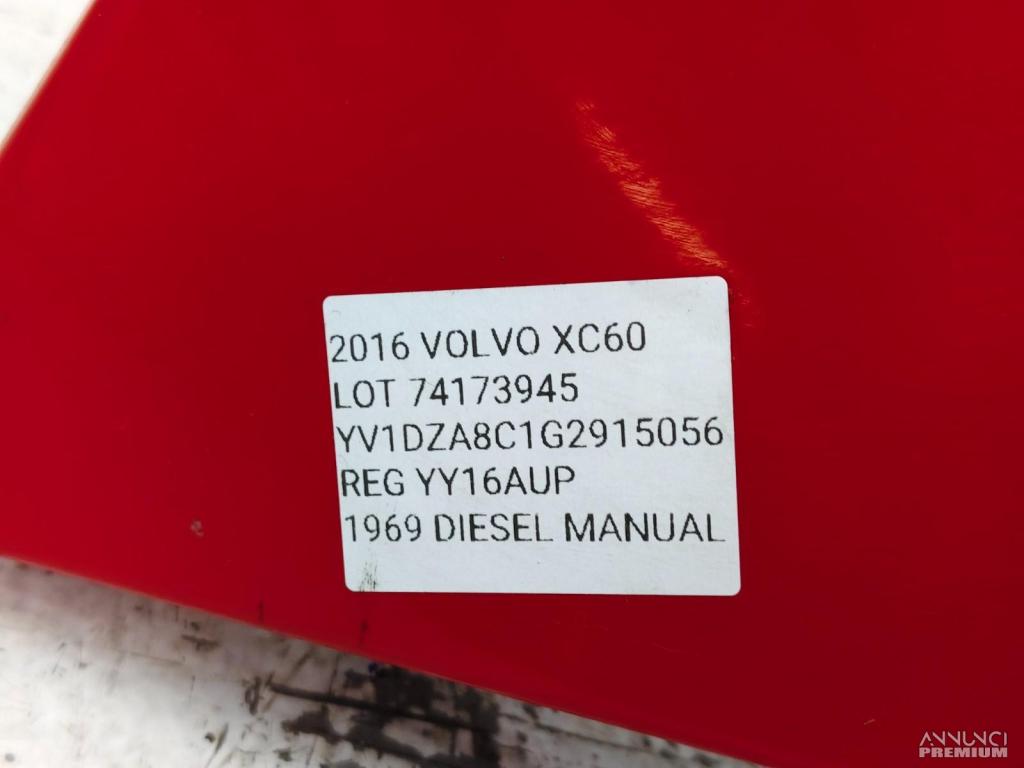 2016 VOLVO XC60
LOT 74173945
YV1DZA8C1G2915056
REG YY16AUP
1969 DIESEL MANUAL
ANNUNCI
PREMIUM